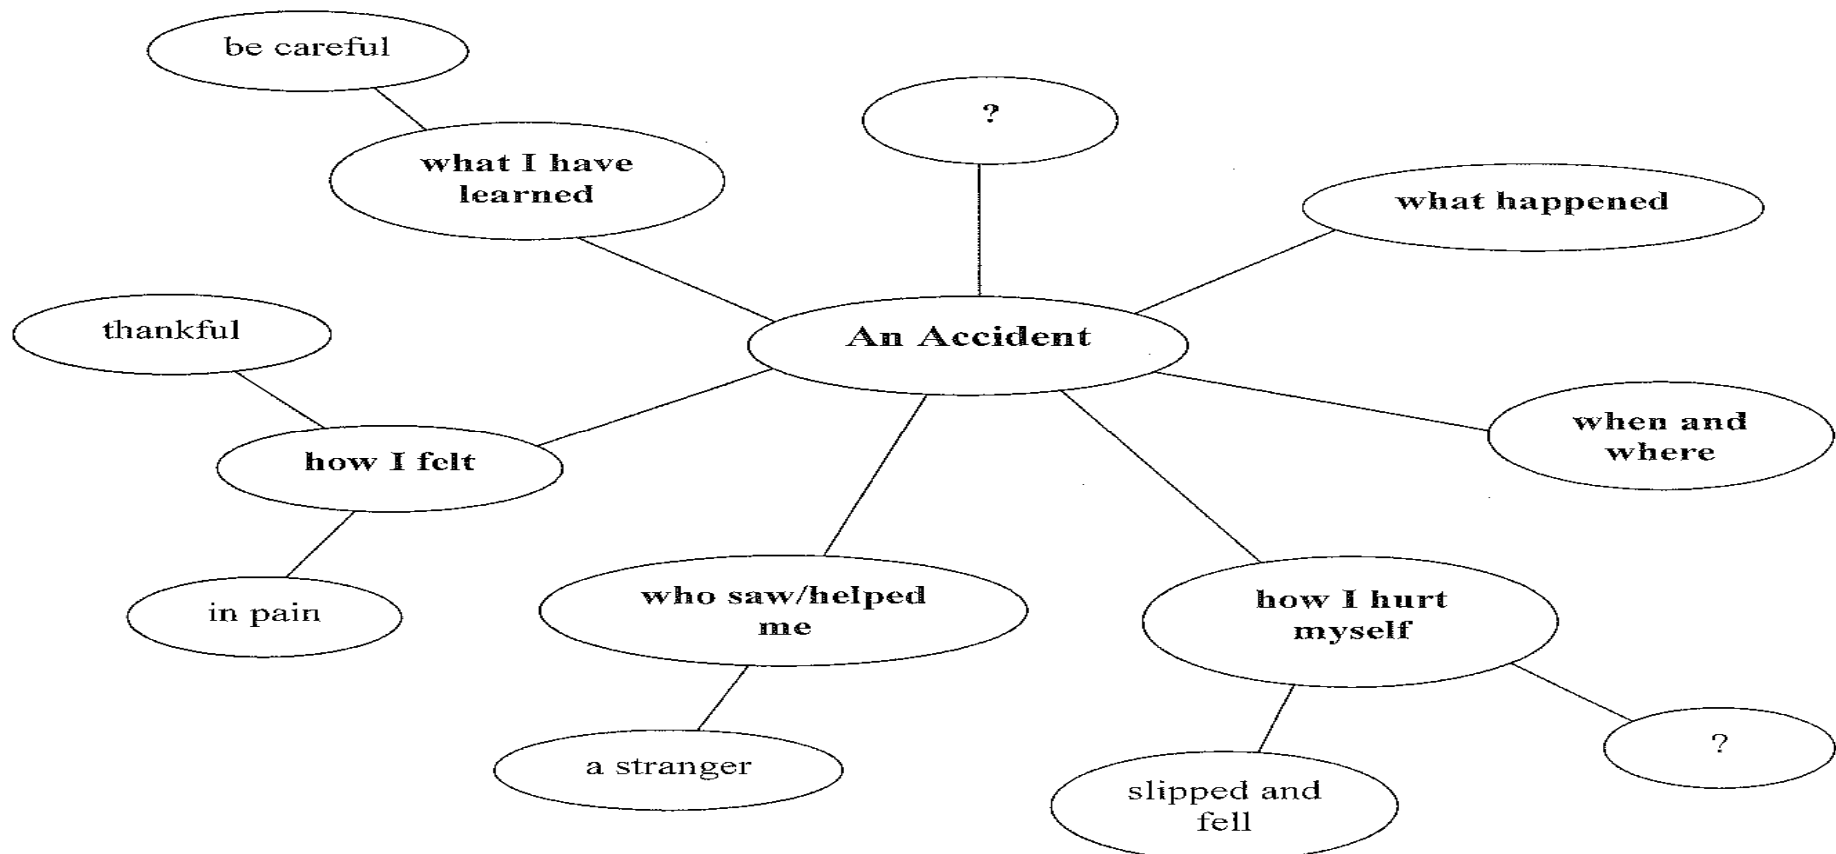 be careful
?
what I have
learned
what happened
thankful
An Accident
when and
where
how I felt
in pain
who saw/helped
me
how I hurt
myself
?
a stranger
slipped and
fell